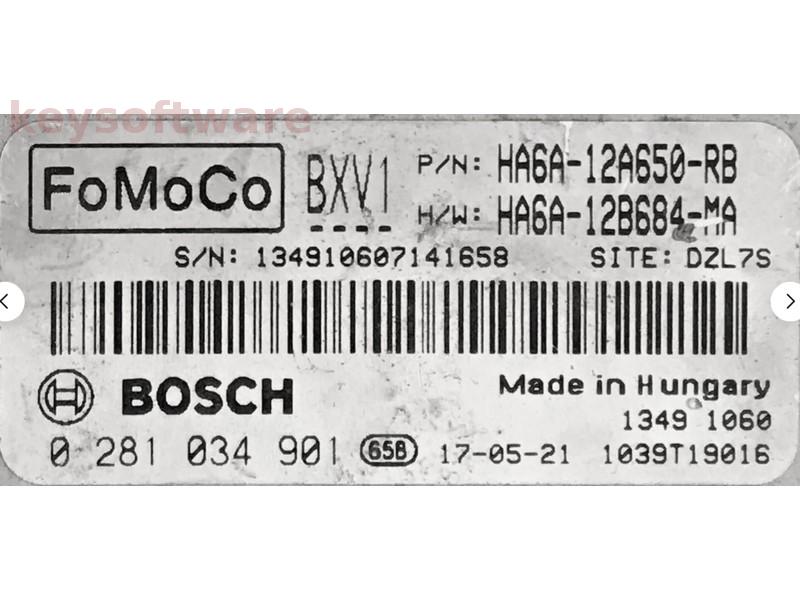 keysoftware
FoMoCo
BXV1
P/N: HA6A-12A650-RB
H/W: HA6A-12B684-MA
S/N: 134910607141658 SITE: DZL7S
BOSCH
Made in Hungary
1349 1060
0 281 034 901 65B 17-05-21 1039T19016